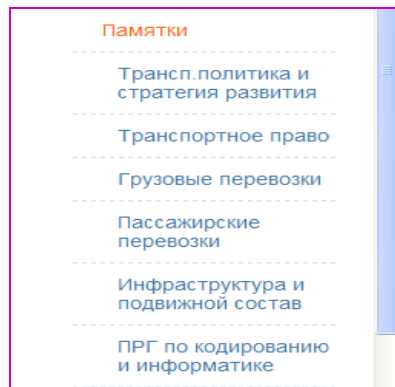 Памятки
Трансп.политика и
стратегия развития
Транспортное право
Грузовые перевозки
Пассажирские
перевозки
Инфраструктура и
подвижной состав
ПРГ по кодированию
и информатике